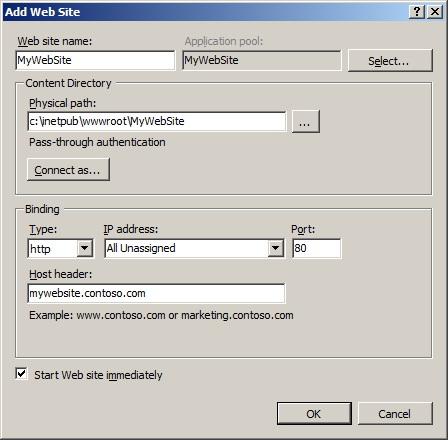 Add Web Site
Web site name: Application pool:
MyWebSite MyWebSite Select...
Content Directory
Physical path:
c:\inetpub\wwwroot\MyWebSite ...
Pass-through authentication
Connect as...
Binding
Type: IP address: Port:
http All Unassigned 80
Host header:
mywebsite.contoso.com
Example: www.contoso.com or marketing.contoso.com
Start Web site immediately
OK Cancel